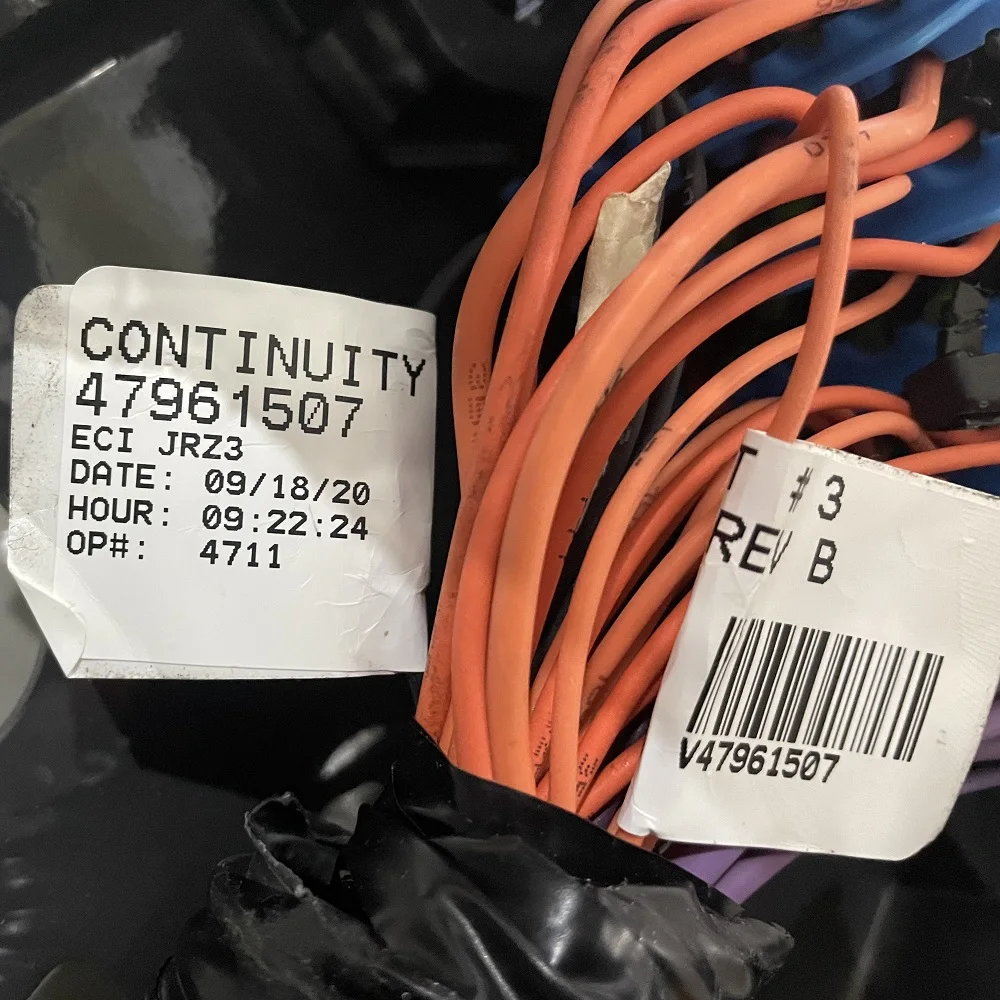 CONTINUITY
47961507
ECI JRZ3
DATE: 09/18/20
HOUR: 09:22:24
OP#: 4711
T #3
REV B
V47961507